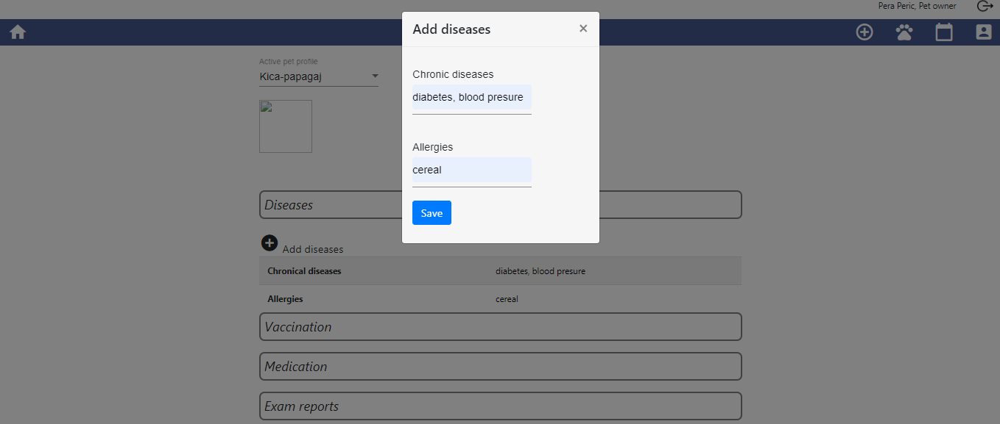 Pera Peric, Pet owner
Add diseases
×
Active pet profile
Kica-papagaj
Chronic diseases
diabetes, blood presure
Allergies
cereal
Save
Diseases
Add diseases
Chronical diseases diabetes, blood presure
Allergies cereal
Vaccination
Medication
Exam reports